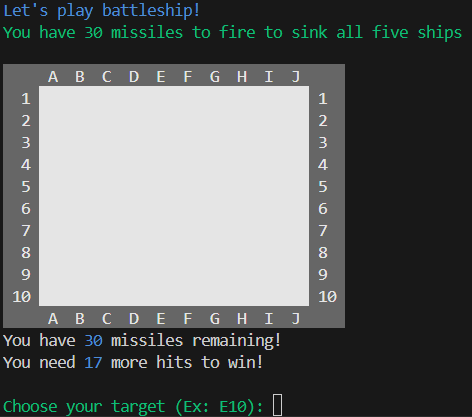 Let's play battleship!
You have 30 missiles to fire to sink all five ships
A B C D E F G H I J
1 1
2 2
3 3
4 4
5 5
6 6
7 7
8 8
9 9
10 10
A B C D E F G H I J
You have 30 missiles remaining!
You need 17 more hits to win!
Choose your target (Ex: E10):